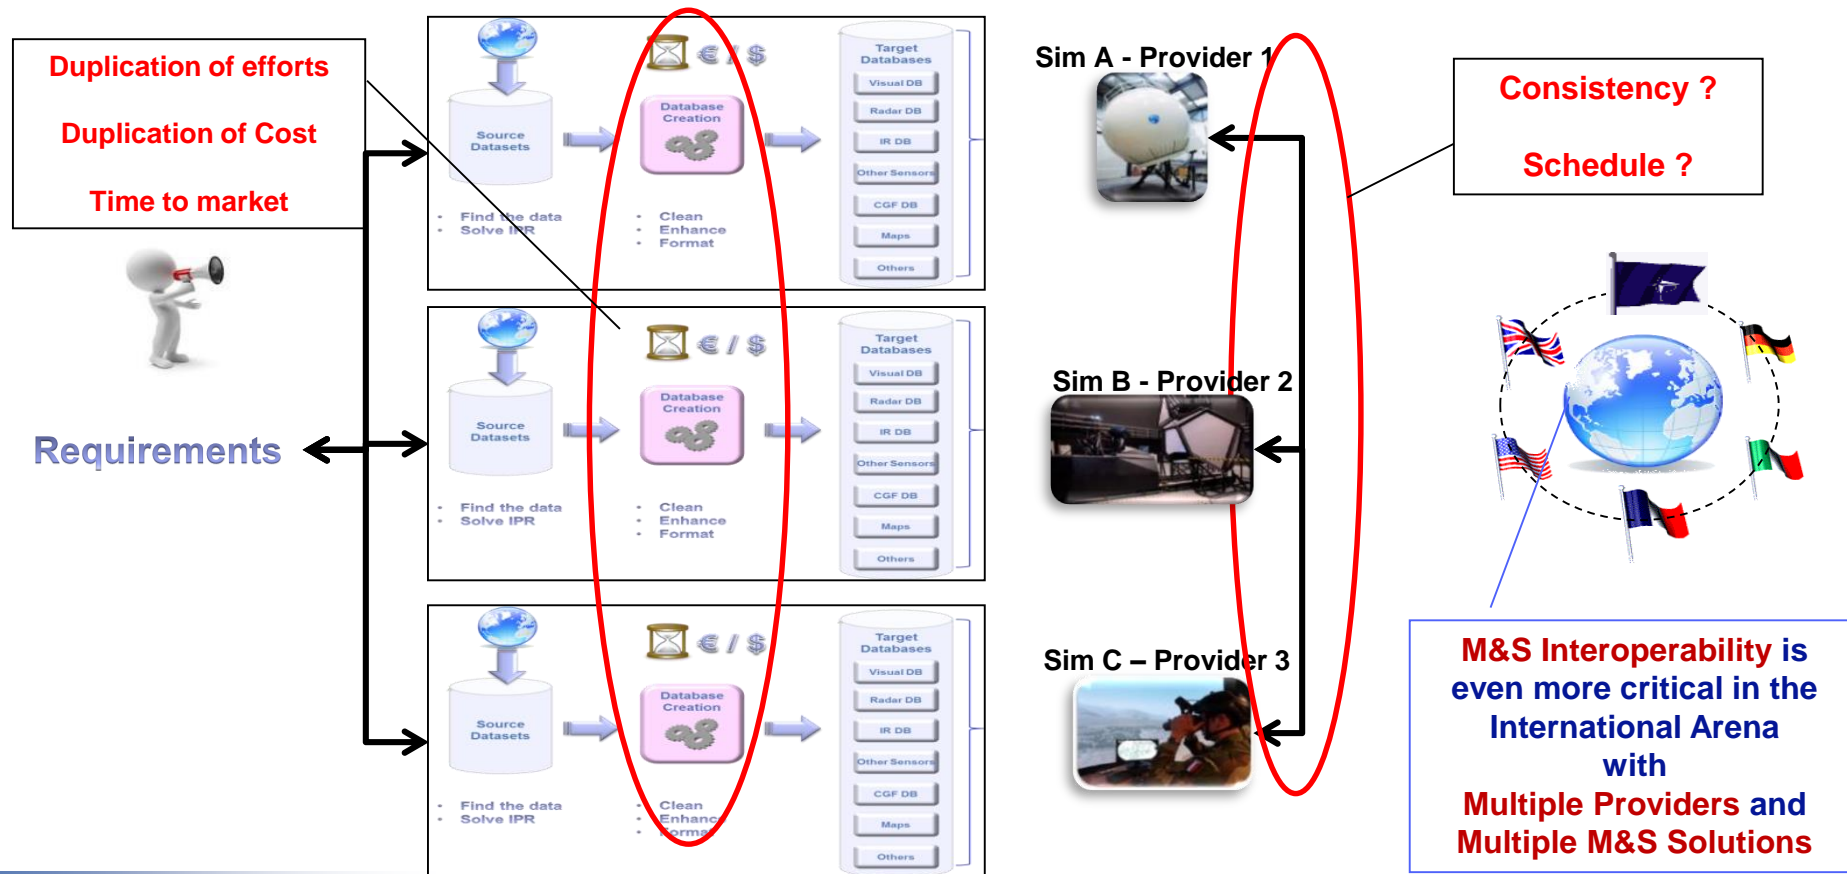 Duplication of efforts
Duplication of Cost
Time to market
Requirements
€ / $
Source
Datasets
Database
Creation
• Find the data
• Solve IPR
• Clean
• Enhance
• Format
Target
Databases
Visual DB
Radar DB
IR DB
Other Sensors
CGF DB
Maps
Others
€ / $
Source
Datasets
Database
Creation
• Find the data
• Solve IPR
• Clean
• Enhance
• Format
Target
Databases
Visual DB
Radar DB
IR DB
Other Sensors
CGF DB
Maps
Others
€ / $
Source
Datasets
Database
Creation
• Find the data
• Solve IPR
• Clean
• Enhance
• Format
Target
Databases
Visual DB
Radar DB
IR DB
Other Sensors
CGF DB
Maps
Others
Sim A - Provider 1
Sim B - Provider 2
Sim C – Provider 3
Consistency ?
Schedule ?
M&S Interoperability is
even more critical in the
International Arena
with
Multiple Providers and
Multiple M&S Solutions